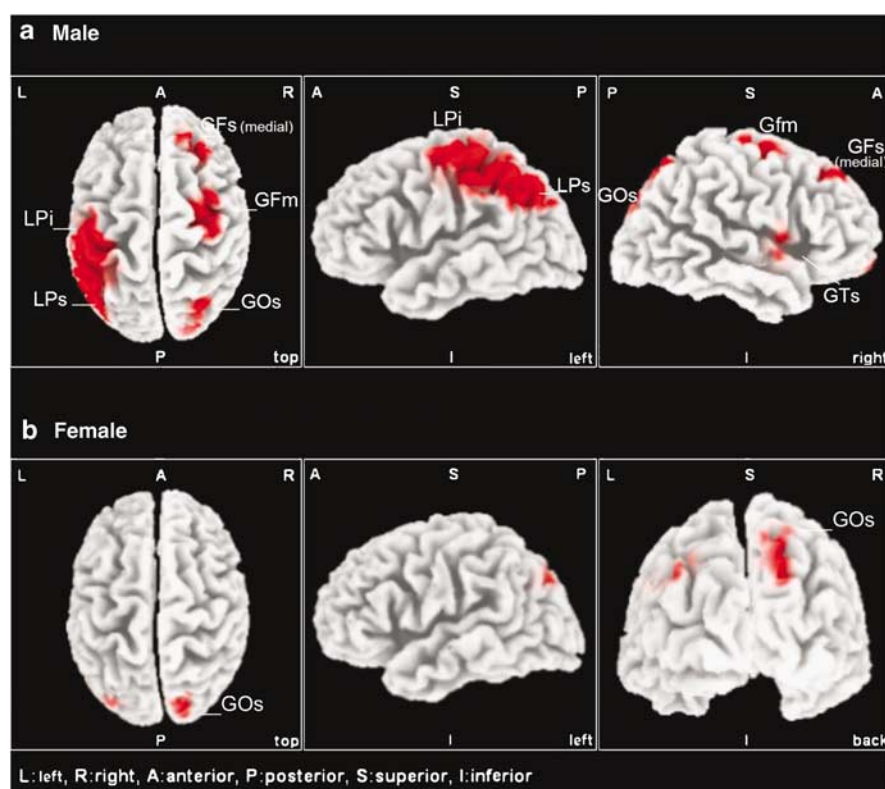 a Male
L A R
GFs (medial)
GFm
LPi
LPs
GOs
P top
A S P
LPi
LPs
I left
P S A
Gfm
GFs
(medial)
GOs
GTs
I right
b Female
L A R
GOs
P top
A S P
I left
L S R
GOs
I back
L:left, R:right, A:anterior, P:posterior, S:superior, I:inferior